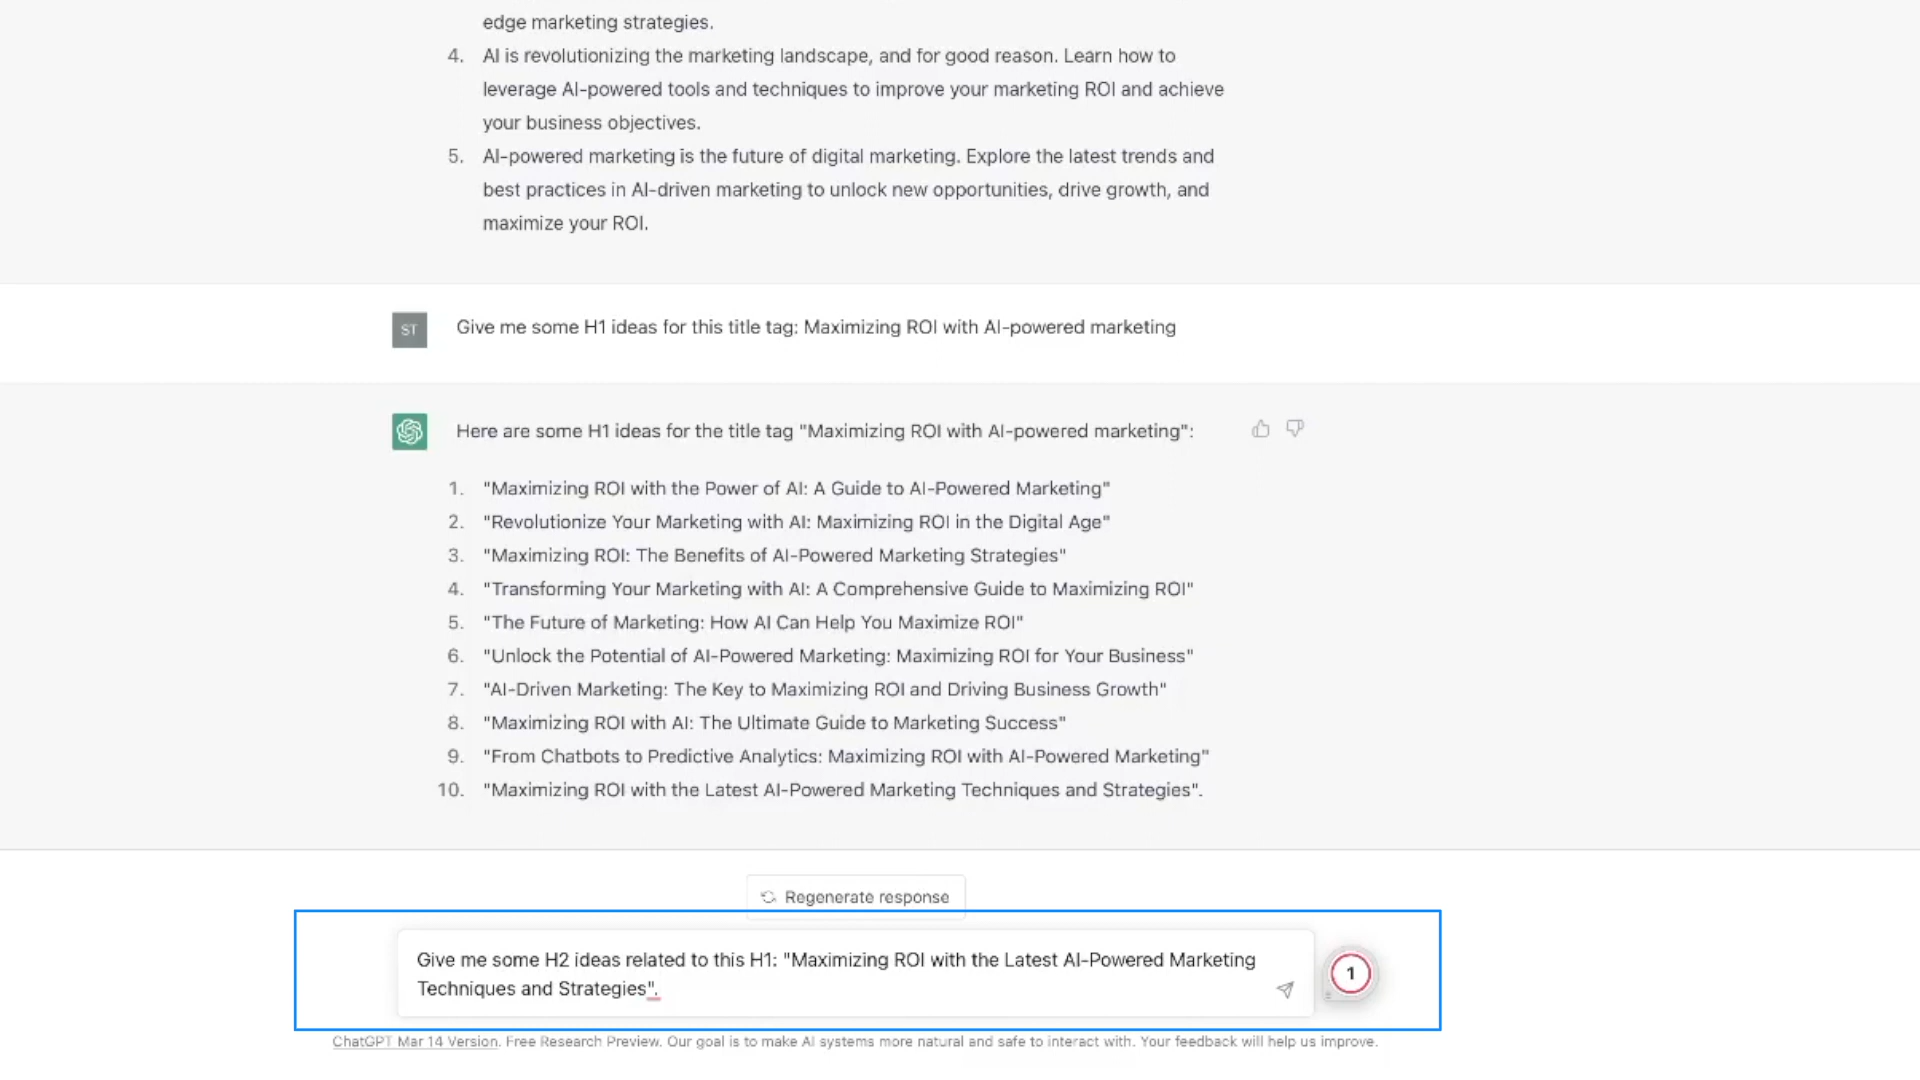 edge marketing strategies.
4. AI is revolutionizing the marketing landscape, and for good reason. Learn how to
leverage AI-powered tools and techniques to improve your marketing ROI and achieve
your business objectives.
5. AI-powered marketing is the future of digital marketing. Explore the latest trends and
best practices in AI-driven marketing to unlock new opportunities, drive growth, and
maximize your ROI.
ST
Give me some H1 ideas for this title tag: Maximizing ROI with AI-powered marketing
Here are some H1 ideas for the title tag "Maximizing ROI with AI-powered marketing":
1. "Maximizing ROI with the Power of AI: A Guide to AI-Powered Marketing"
2. "Revolutionize Your Marketing with AI: Maximizing ROI in the Digital Age"
3. "Maximizing ROI: The Benefits of AI-Powered Marketing Strategies"
4. "Transforming Your Marketing with AI: A Comprehensive Guide to Maximizing ROI"
5. "The Future of Marketing: How AI Can Help You Maximize ROI"
6. "Unlock the Potential of AI-Powered Marketing: Maximizing ROI for Your Business"
7. "AI-Driven Marketing: The Key to Maximizing ROI and Driving Business Growth"
8. "Maximizing ROI with AI: The Ultimate Guide to Marketing Success"
9. "From Chatbots to Predictive Analytics: Maximizing ROI with AI-Powered Marketing"
10. "Maximizing ROI with the Latest AI-Powered Marketing Techniques and Strategies".
Regenerate response
Give me some H2 ideas related to this H1: "Maximizing ROI with the Latest AI-Powered Marketing
Techniques and Strategies".
1
ChatGPT Mar 14 Version. Free Research Preview. Our goal is to make AI systems more natural and safe to interact with. Your feedback will help us improve.